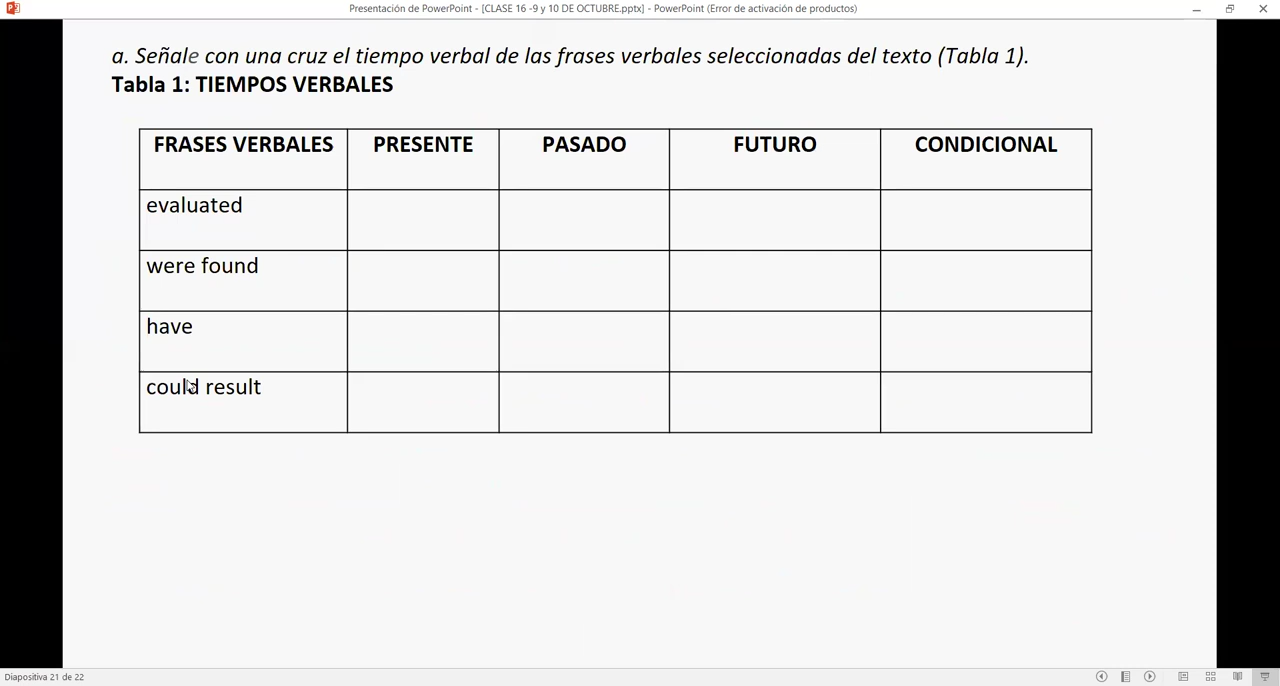 Presentación de PowerPoint - [CLASE 16 -9 y 10 DE OCTUBRE.pptx] - PowerPoint (Error de activación de productos)
a. Señale con una cruz el tiempo verbal de las frases verbales seleccionadas del texto (Tabla 1).
Tabla 1: TIEMPOS VERBALES
FRASES VERBALES PRESENTE PASADO FUTURO CONDICIONAL
evaluated
were found
have
could result
Diapositiva 21 de 22